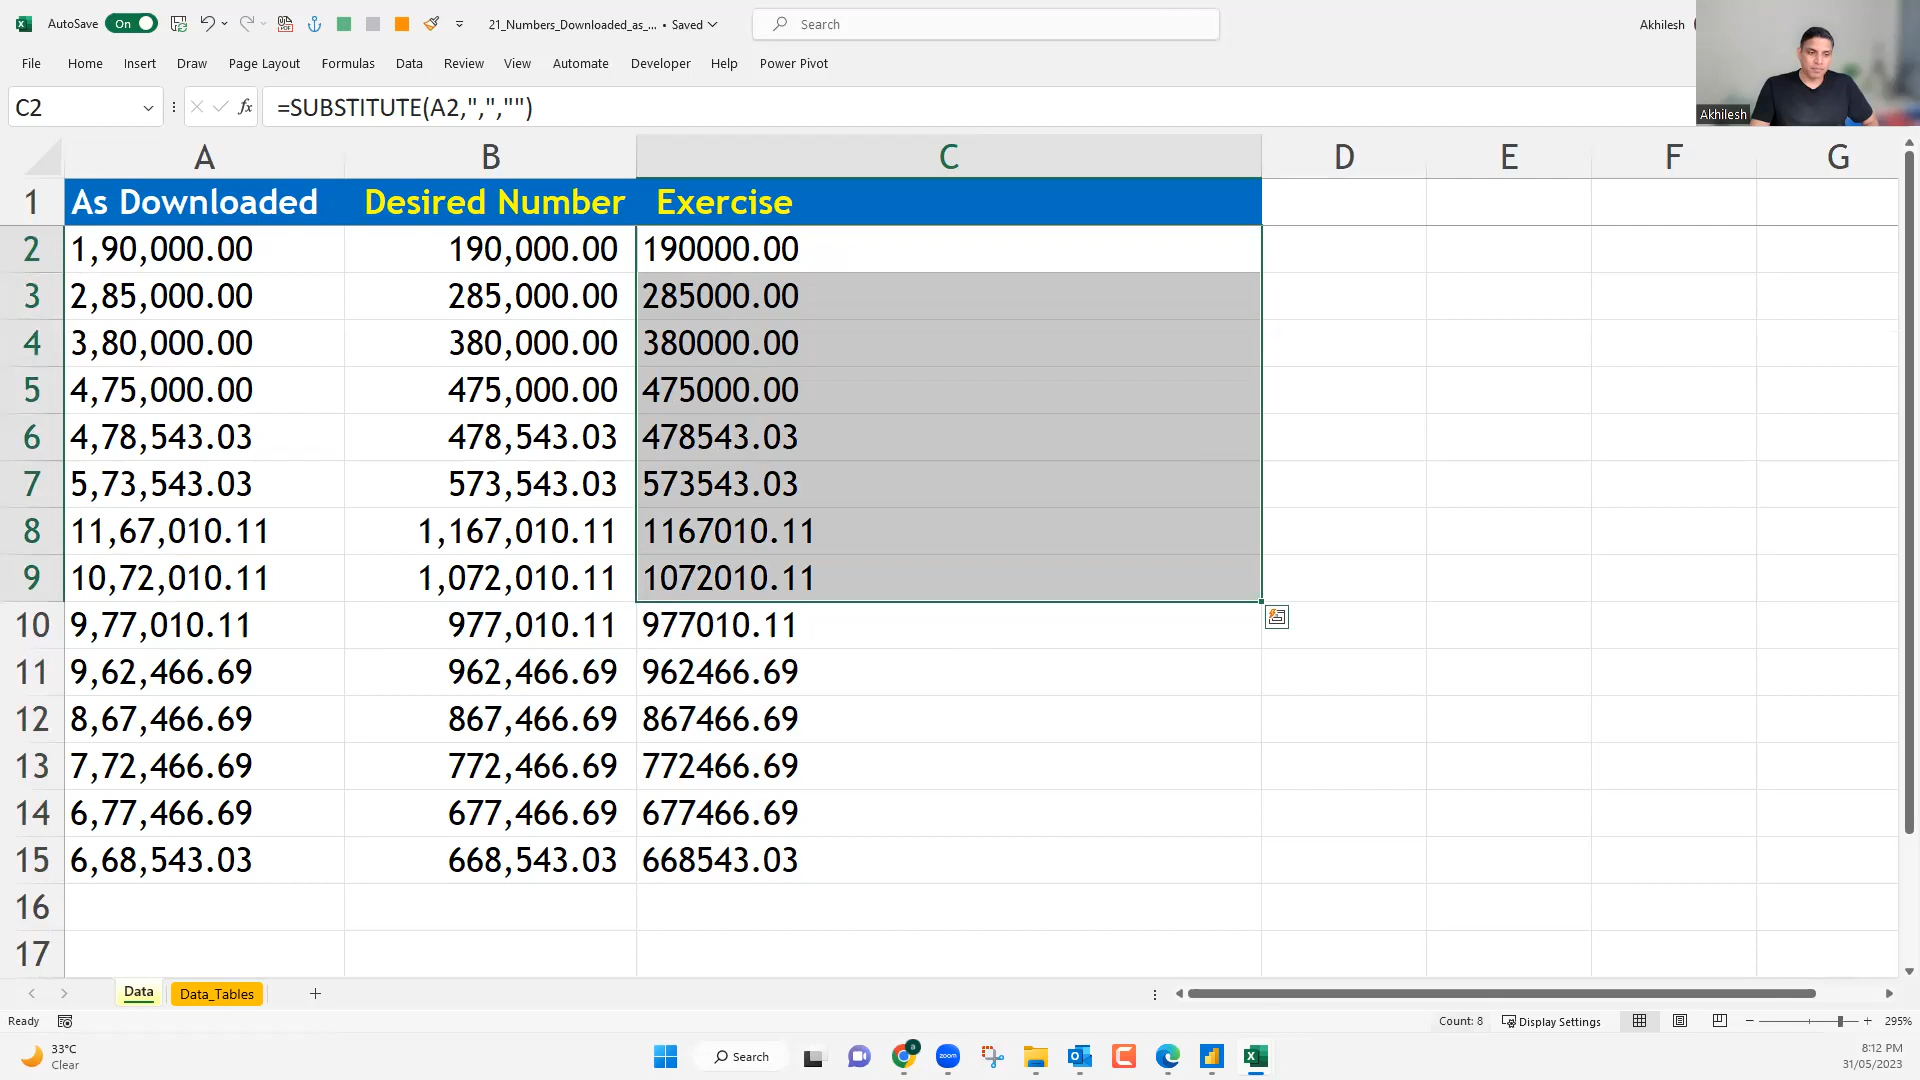 AutoSave On 21_Numbers_Downloaded_as_... • Saved Search Akhilesh
File Home Insert Draw Page Layout Formulas Data Review View Automate Developer Help Power Pivot
C2 fx =SUBSTITUTE(A2,",","")
Akhilesh
A B C D E F G
1 As Downloaded Desired Number Exercise
2 1,90,000.00 190,000.00 190000.00
3 2,85,000.00 285,000.00 285000.00
4 3,80,000.00 380,000.00 380000.00
5 4,75,000.00 475,000.00 475000.00
6 4,78,543.03 478,543.03 478543.03
7 5,73,543.03 573,543.03 573543.03
8 11,67,010.11 1,167,010.11 1167010.11
9 10,72,010.11 1,072,010.11 1072010.11
10 9,77,010.11 977,010.11 977010.11
11 9,62,466.69 962,466.69 962466.69
12 8,67,466.69 867,466.69 867466.69
13 7,72,466.69 772,466.69 772466.69
14 6,77,466.69 677,466.69 677466.69
15 6,68,543.03 668,543.03 668543.03
16
17
Data Data_Tables
Ready Count: 8 Display Settings 295%
33°C
Clear
Search
zoom
8:12 PM
31/05/2023